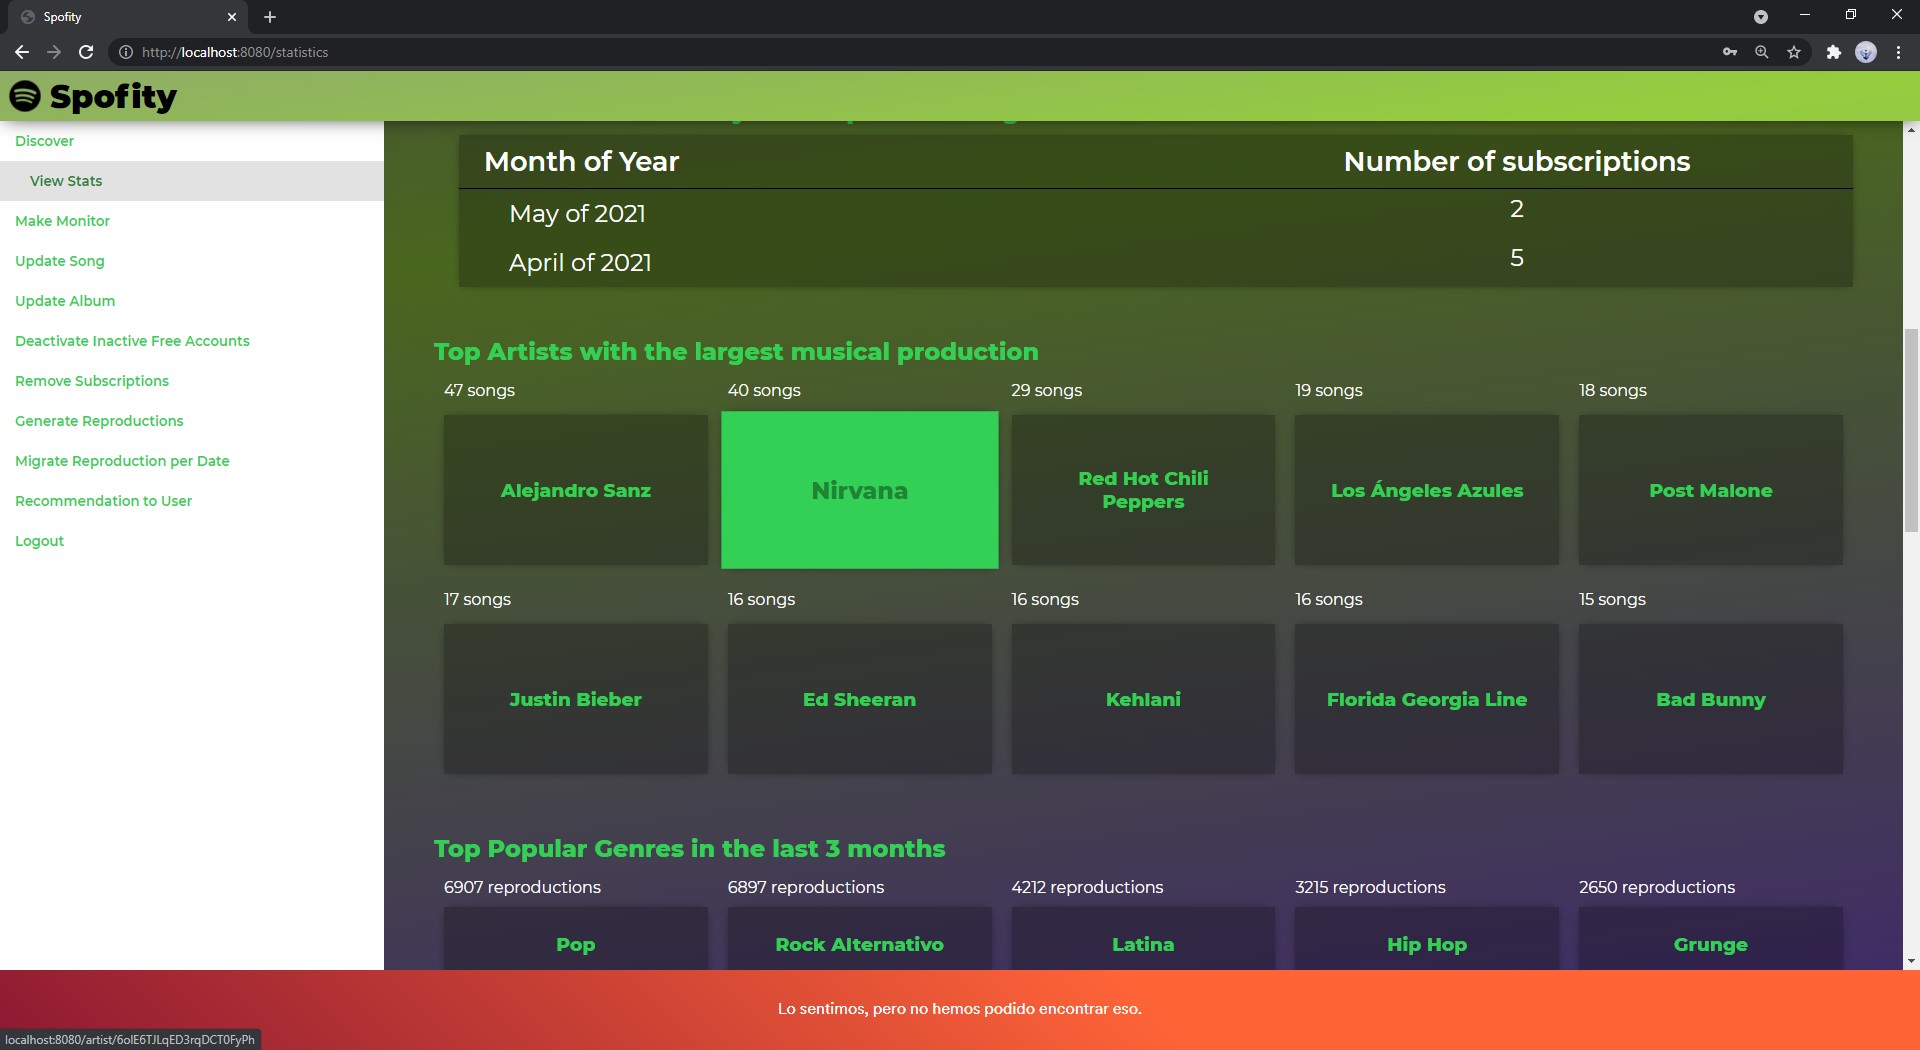 Spofity
http://localhost:8080/statistics
Spofity
Discover
View Stats
Make Monitor
Update Song
Update Album
Deactivate Inactive Free Accounts
Remove Subscriptions
Generate Reproductions
Migrate Reproduction per Date
Recommendation to User
Logout
Month of Year Number of subscriptions
May of 2021 2
April of 2021 5
Top Artists with the largest musical production
47 songs 40 songs 29 songs 19 songs 18 songs
Alejandro Sanz Nirvana Red Hot Chili Peppers Los Ángeles Azules Post Malone
17 songs 16 songs 16 songs 16 songs 15 songs
Justin Bieber Ed Sheeran Kehlani Florida Georgia Line Bad Bunny
Top Popular Genres in the last 3 months
6907 reproductions 6897 reproductions 4212 reproductions 3215 reproductions 2650 reproductions
Pop Rock Alternativo Latina Hip Hop Grunge
Lo sentimos, pero no hemos podido encontrar eso.
localhost:8080/artist/6olE6TJLqED3rqDCT0FyPh